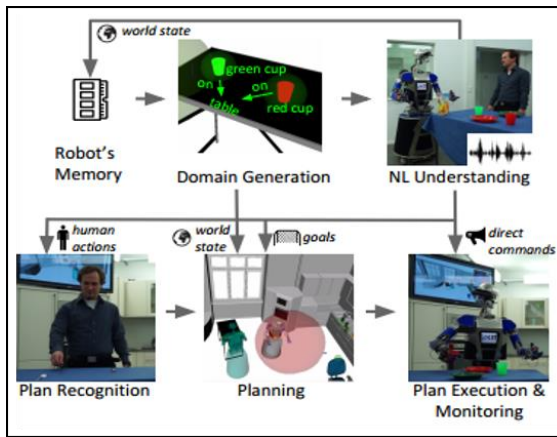 world state
green cup
on
on
table
red cup
Robot's
Memory
Domain Generation
NL Understanding
human
actions
world
state
goals
direct
commands
Plan Recognition
Planning
Plan Execution &
Monitoring